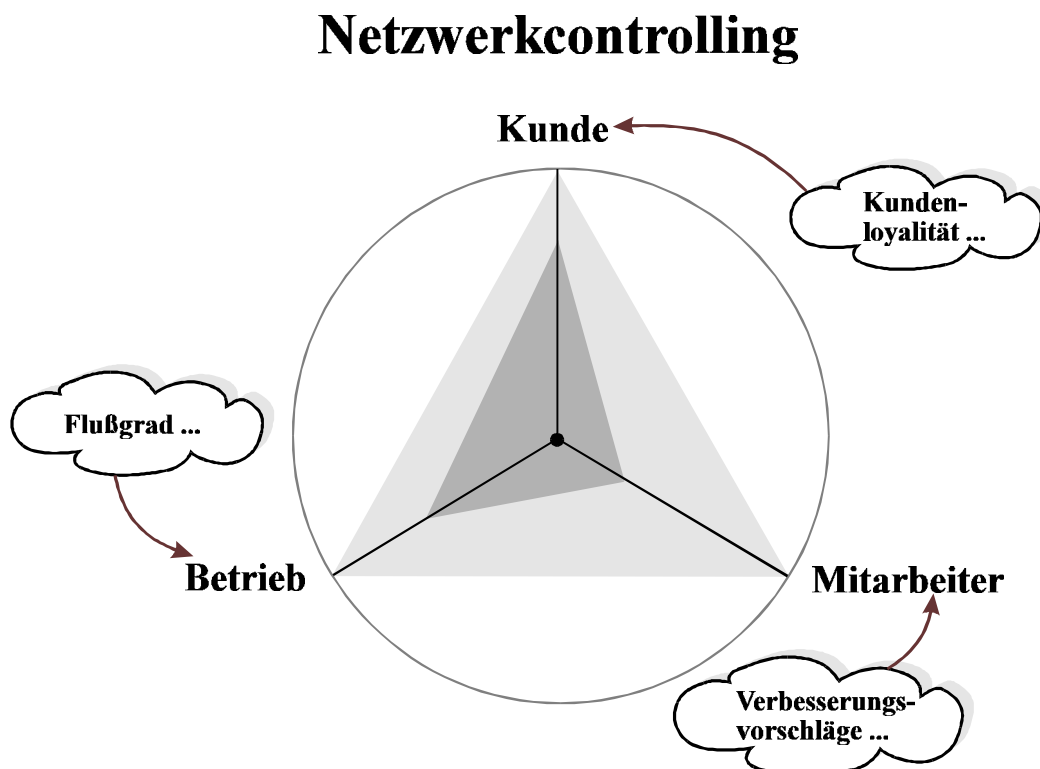 Netzwerkcontrolling
Kunde
Kunden-
loyalität ...
Flußgrad ...
Betrieb
Mitarbeiter
Verbesserungs-
vorschläge ...